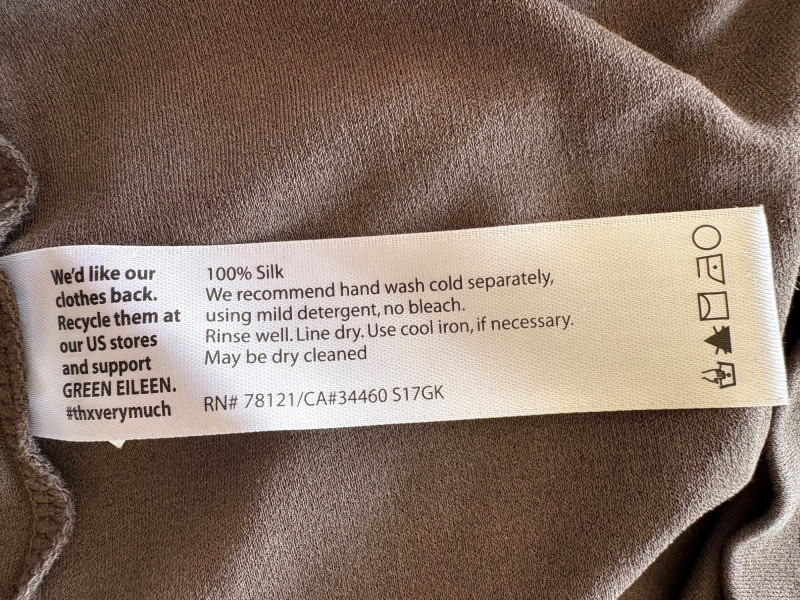 We'd like our
clothes back.
Recycle them at
our US stores
and support
GREEN EILEEN.
#thxverymuch
100% Silk
We recommend hand wash cold separately,
using mild detergent, no bleach.
Rinse well. Line dry. Use cool iron, if necessary.
May be dry cleaned
RN# 78121/CA#34460 S17GK